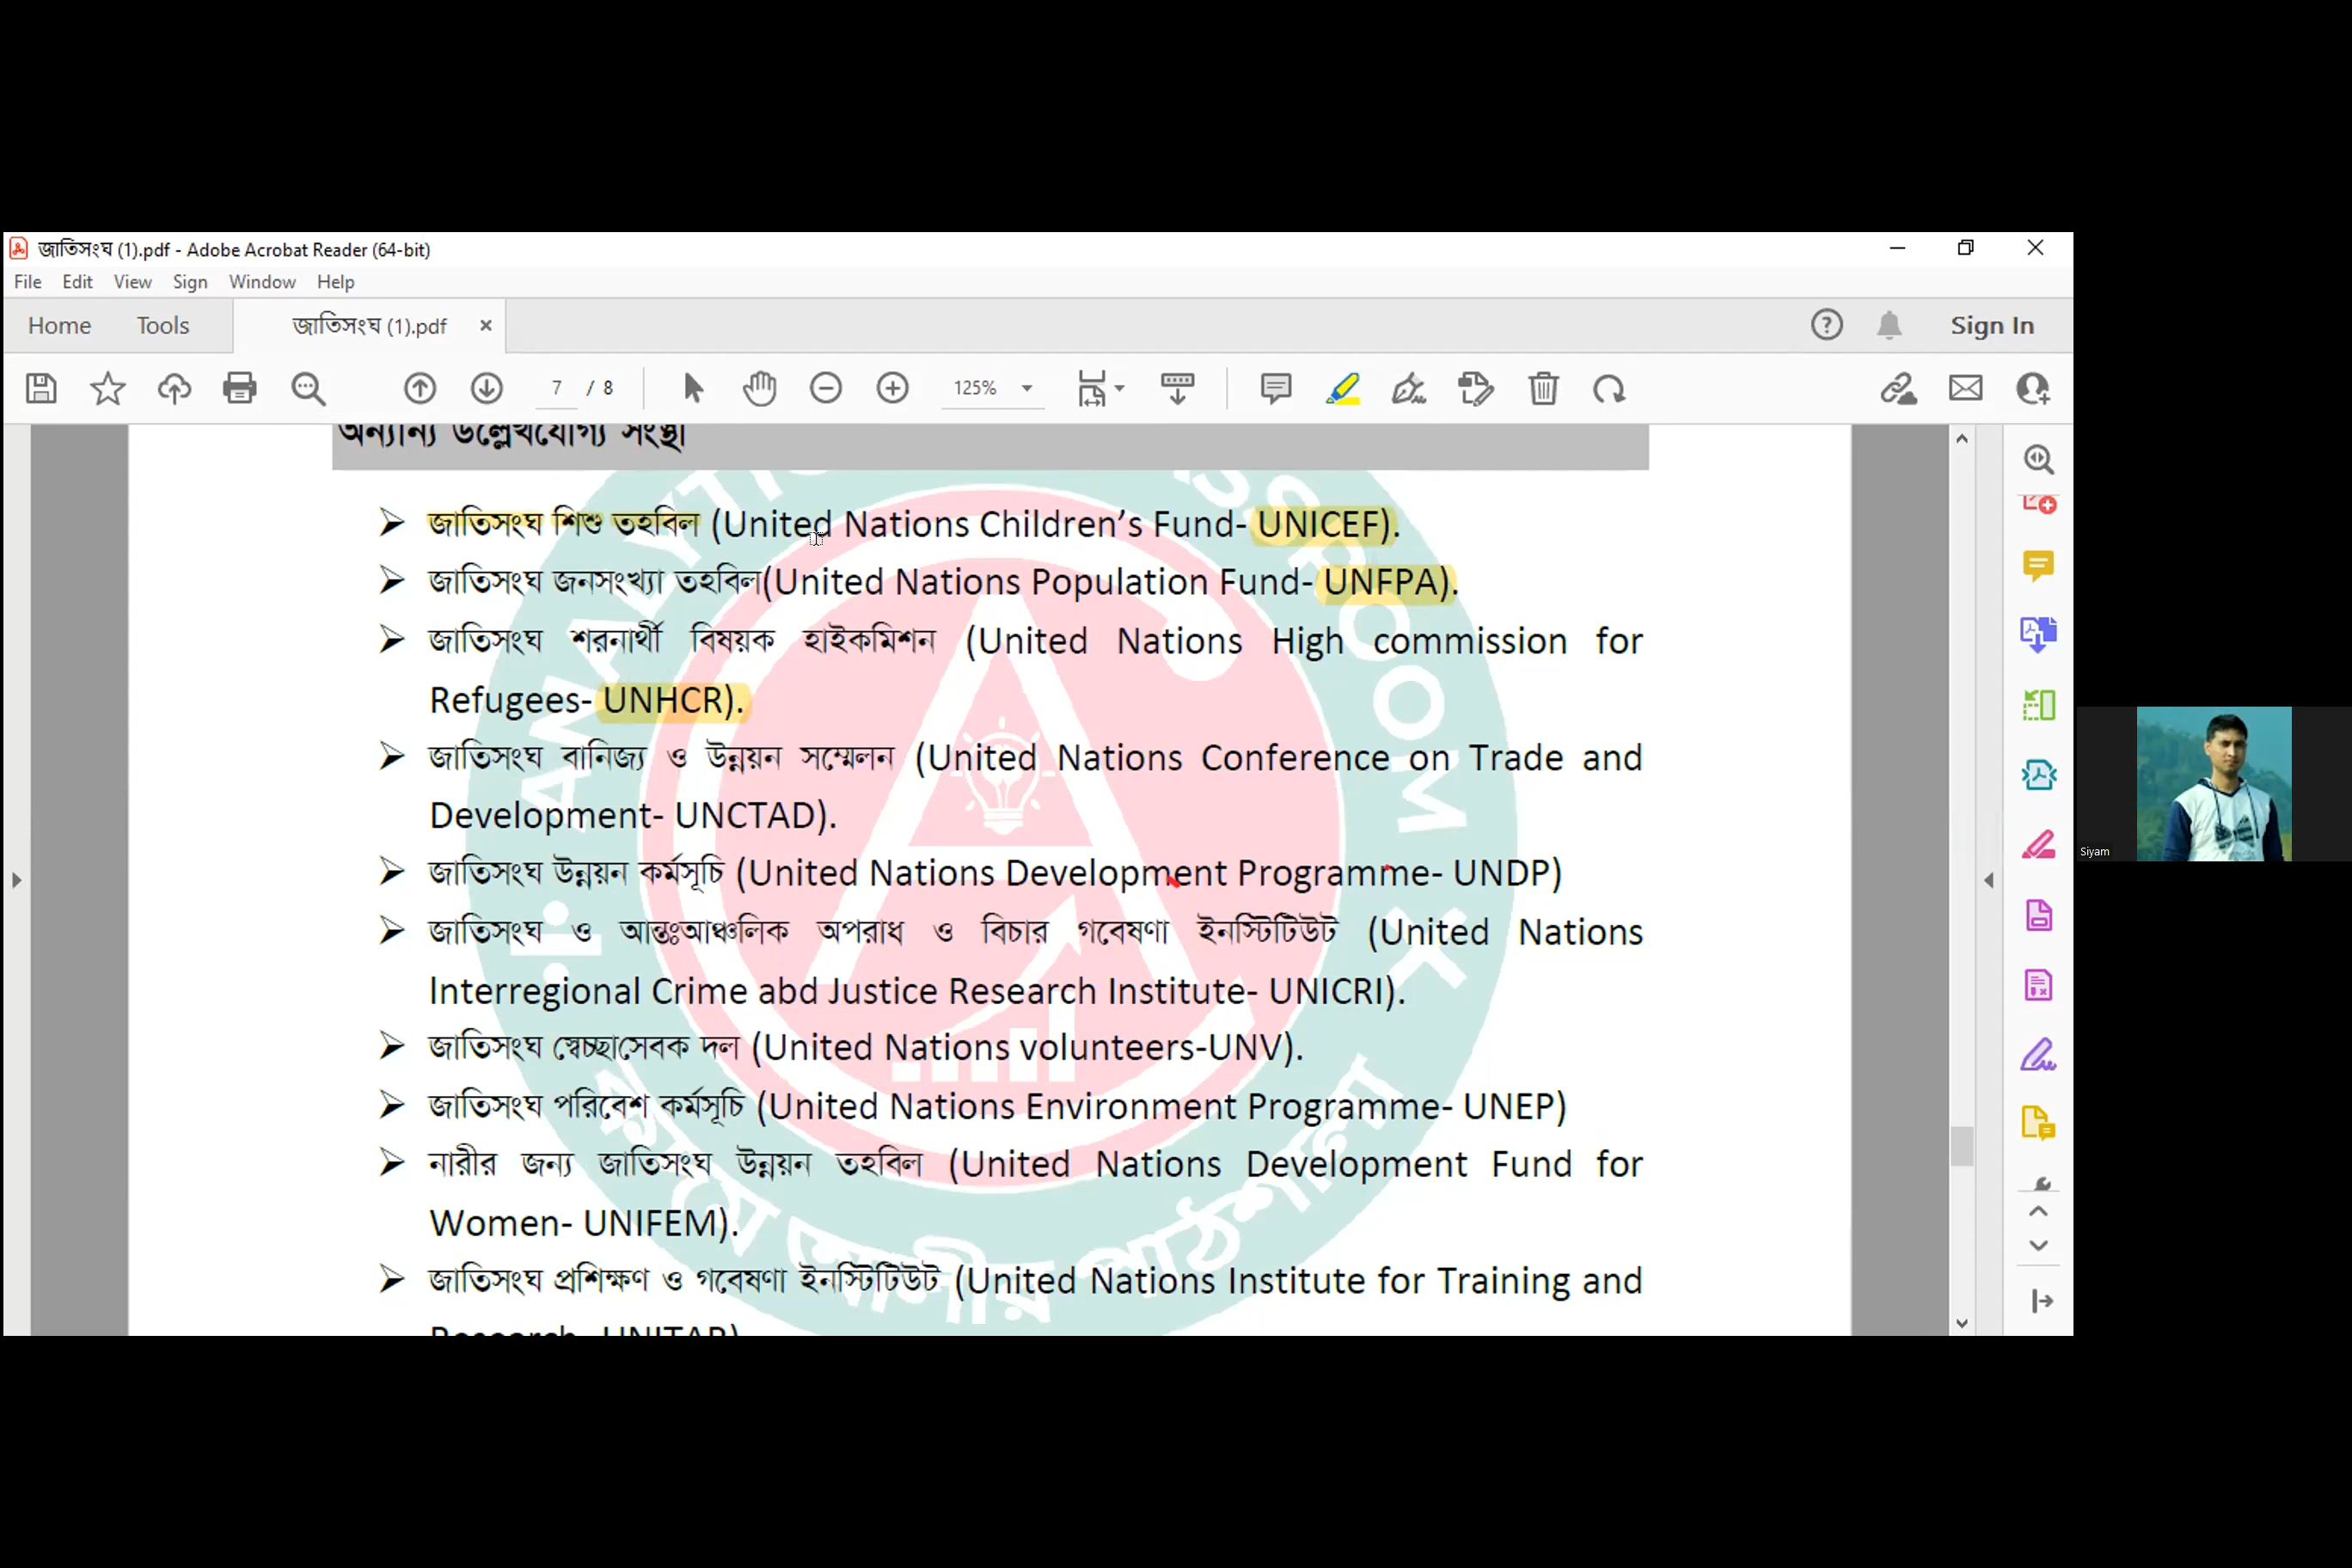 জাতিসংঘ (1).pdf - Adobe Acrobat Reader (64-bit)
File Edit View Sign Window Help
Home Tools জাতিসংঘ (1).pdf × Sign In
7 / 8 125%
অন্যান্য উল্লেখযোগ্য সংস্থা
➤ জাতিসংঘ শিশু তহবিল (United Nations Children’s Fund- UNICEF).
➤ জাতিসংঘ জনসংখ্যা তহবিল(United Nations Population Fund- UNFPA).
➤ জাতিসংঘ শরনার্থী বিষয়ক হাইকমিশন (United Nations High commission for
Refugees- UNHCR).
➤ জাতিসংঘ বানিজ্য ও উন্নয়ন সম্মেলন (United Nations Conference on Trade and
Development- UNCTAD).
➤ জাতিসংঘ উন্নয়ন কর্মসূচি (United Nations Development Programme- UNDP)
➤ জাতিসংঘ ও আন্তঃআঞ্চলিক অপরাধ ও বিচার গবেষণা ইনস্টিটিউট (United Nations
Interregional Crime abd Justice Research Institute- UNICRI).
➤ জাতিসংঘ স্বেচ্ছাসেবক দল (United Nations volunteers-UNV).
➤ জাতিসংঘ পরিবেশ কর্মসূচি (United Nations Environment Programme- UNEP)
➤ নারীর জন্য জাতিসংঘ উন্নয়ন তহবিল (United Nations Development Fund for
Women- UNIFEM).
➤ জাতিসংঘ প্রশিক্ষণ ও গবেষণা ইনস্টিটিউট (United Nations Institute for Training and
Research- UNITAR)
Siyam